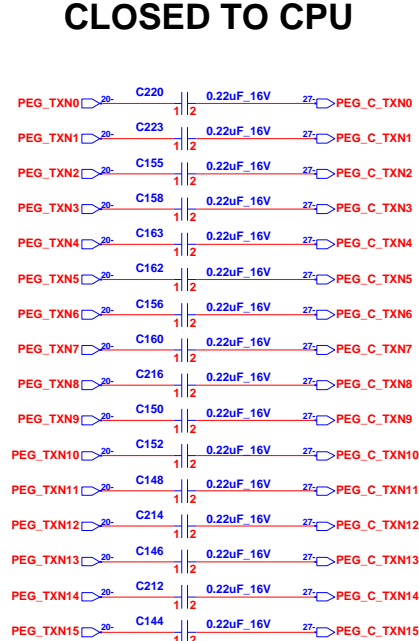 CLOSED TO CPU
PEG_TXN0 20- C220 1 2 0.22uF_16V 27- PEG_C_TXN0
PEG_TXN1 20- C223 1 2 0.22uF_16V 27- PEG_C_TXN1
PEG_TXN2 20- C155 1 2 0.22uF_16V 27- PEG_C_TXN2
PEG_TXN3 20- C158 1 2 0.22uF_16V 27- PEG_C_TXN3
PEG_TXN4 20- C163 1 2 0.22uF_16V 27- PEG_C_TXN4
PEG_TXN5 20- C162 1 2 0.22uF_16V 27- PEG_C_TXN5
PEG_TXN6 20- C156 1 2 0.22uF_16V 27- PEG_C_TXN6
PEG_TXN7 20- C160 1 2 0.22uF_16V 27- PEG_C_TXN7
PEG_TXN8 20- C216 1 2 0.22uF_16V 27- PEG_C_TXN8
PEG_TXN9 20- C150 1 2 0.22uF_16V 27- PEG_C_TXN9
PEG_TXN10 20- C152 1 2 0.22uF_16V 27- PEG_C_TXN10
PEG_TXN11 20- C148 1 2 0.22uF_16V 27- PEG_C_TXN11
PEG_TXN12 20- C214 1 2 0.22uF_16V 27- PEG_C_TXN12
PEG_TXN13 20- C146 1 2 0.22uF_16V 27- PEG_C_TXN13
PEG_TXN14 20- C212 1 2 0.22uF_16V 27- PEG_C_TXN14
PEG_TXN15 20- C144 1 2 0.22uF_16V 27- PEG_C_TXN15